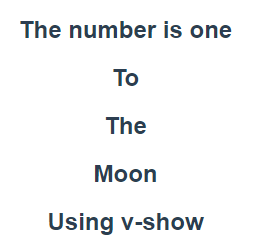 The number is one
To
The
Moon
Using v-show